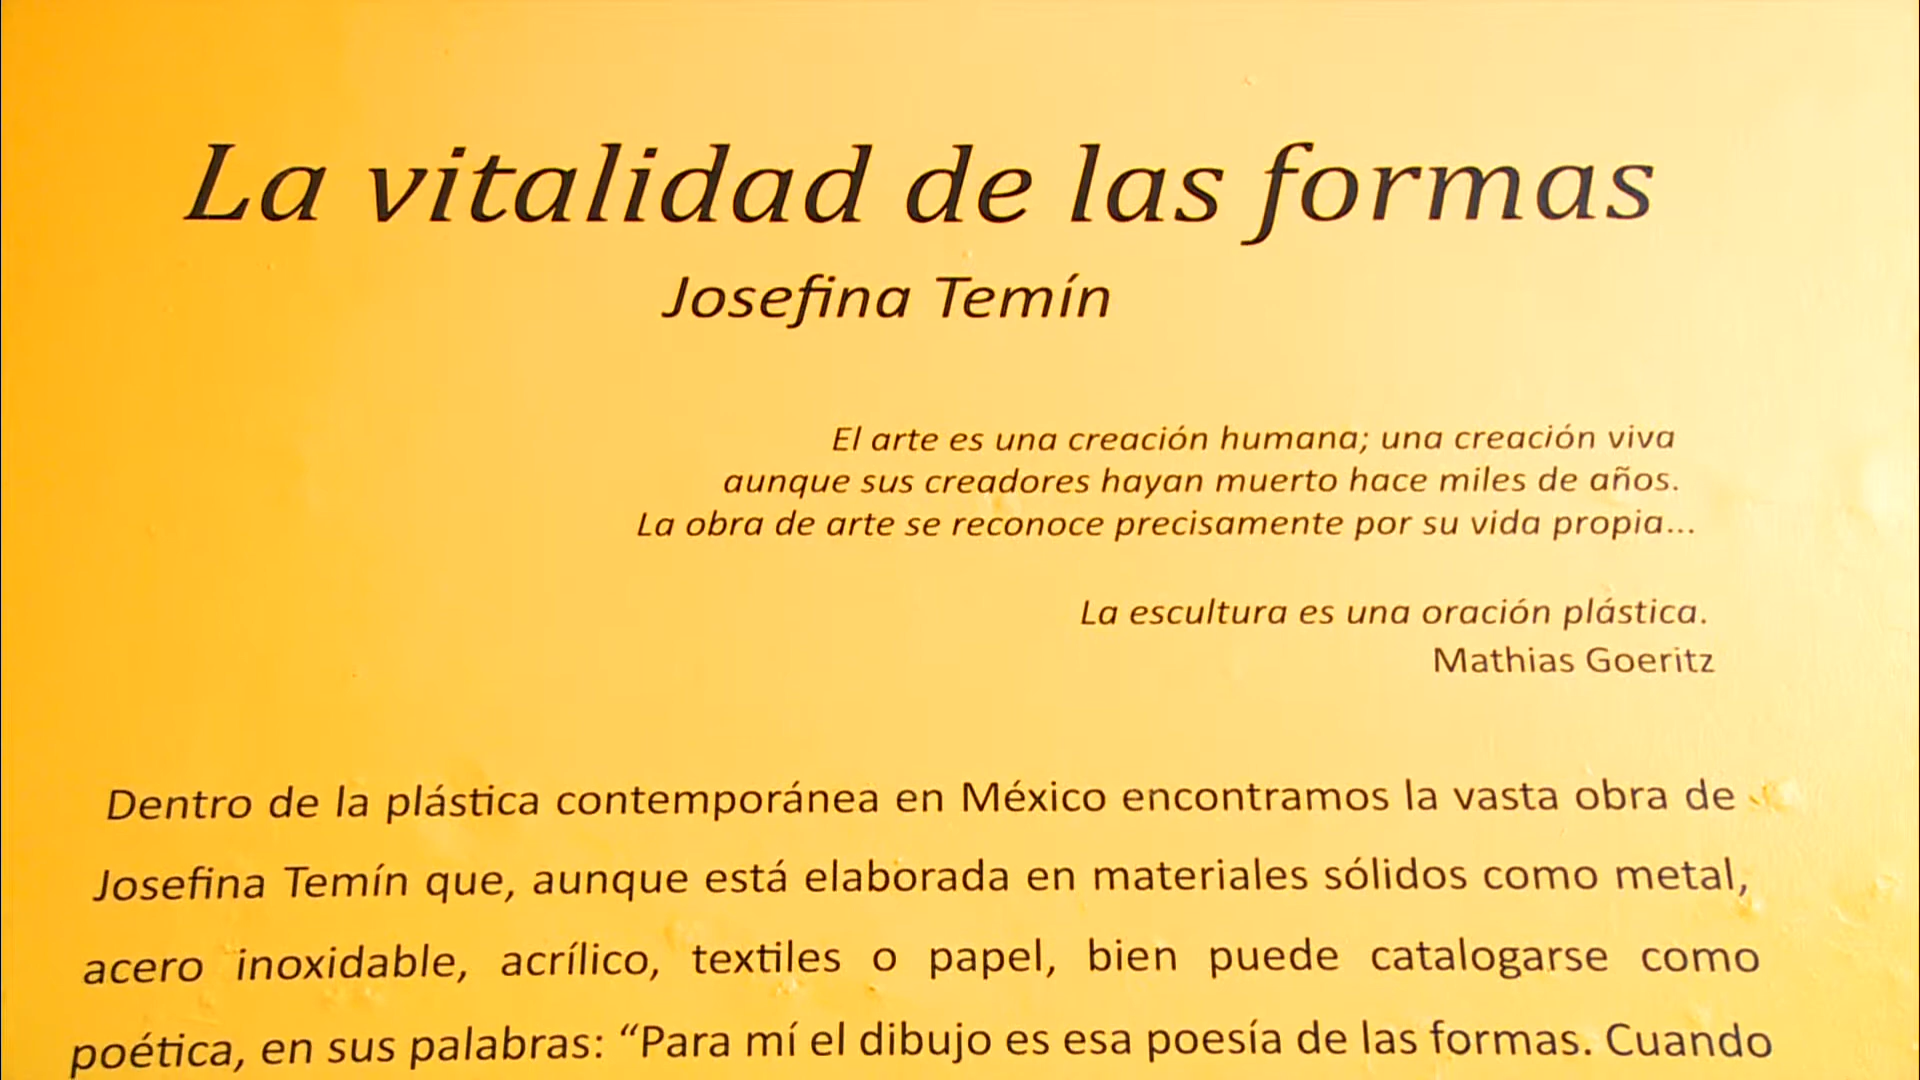 La vitalidad de las formas
Josefina Temín
El arte es una creación humana; una creación viva
aunque sus creadores hayan muerto hace miles de años.
La obra de arte se reconoce precisamente por su vida propia...
La escultura es una oración plástica.
Mathias Goeritz
Dentro de la plástica contemporánea en México encontramos la vasta obra de
Josefina Temín que, aunque está elaborada en materiales sólidos como metal,
acero inoxidable, acrílico, textiles o papel, bien puede catalogarse como
poética, en sus palabras: “Para mí el dibujo es esa poesía de las formas. Cuando